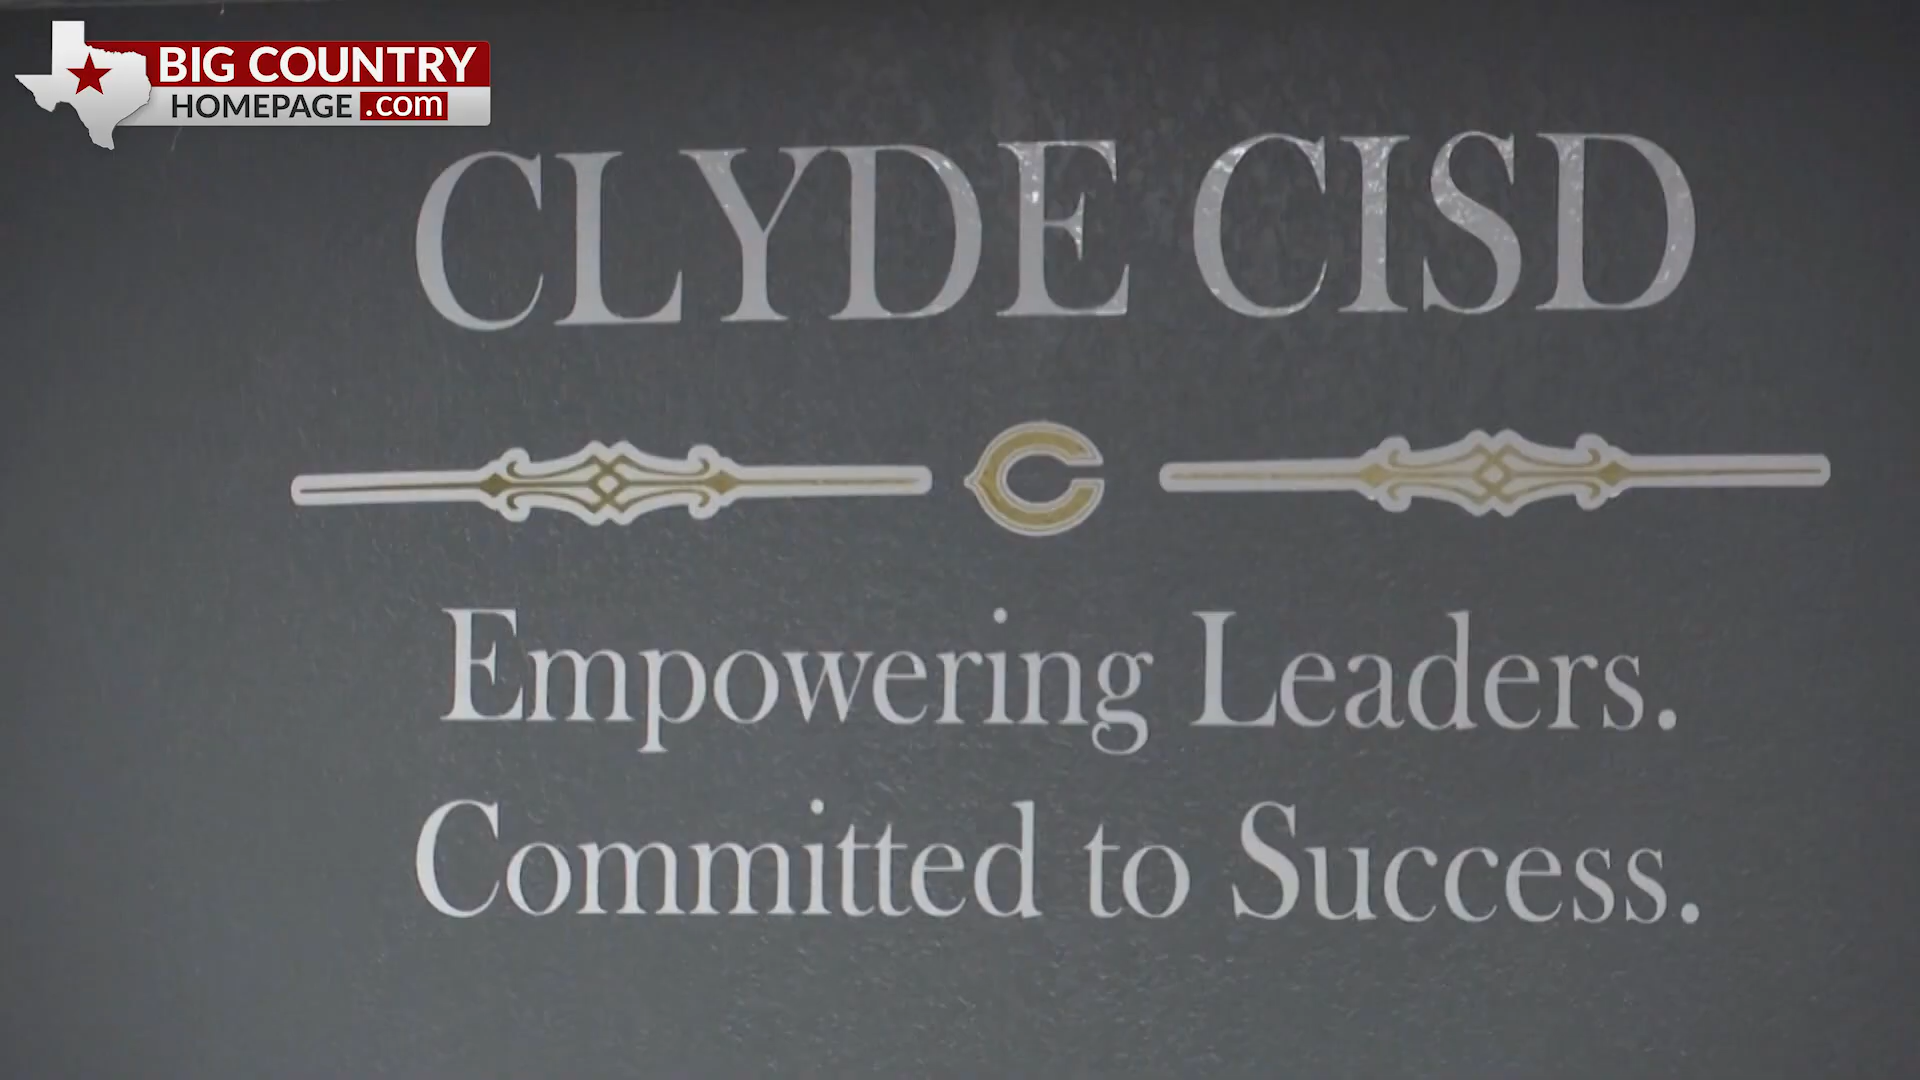 BIG COUNTRY
HOMEPAGE .com
CLYDE CISD
C
Empowering Leaders.
Committed to Success.